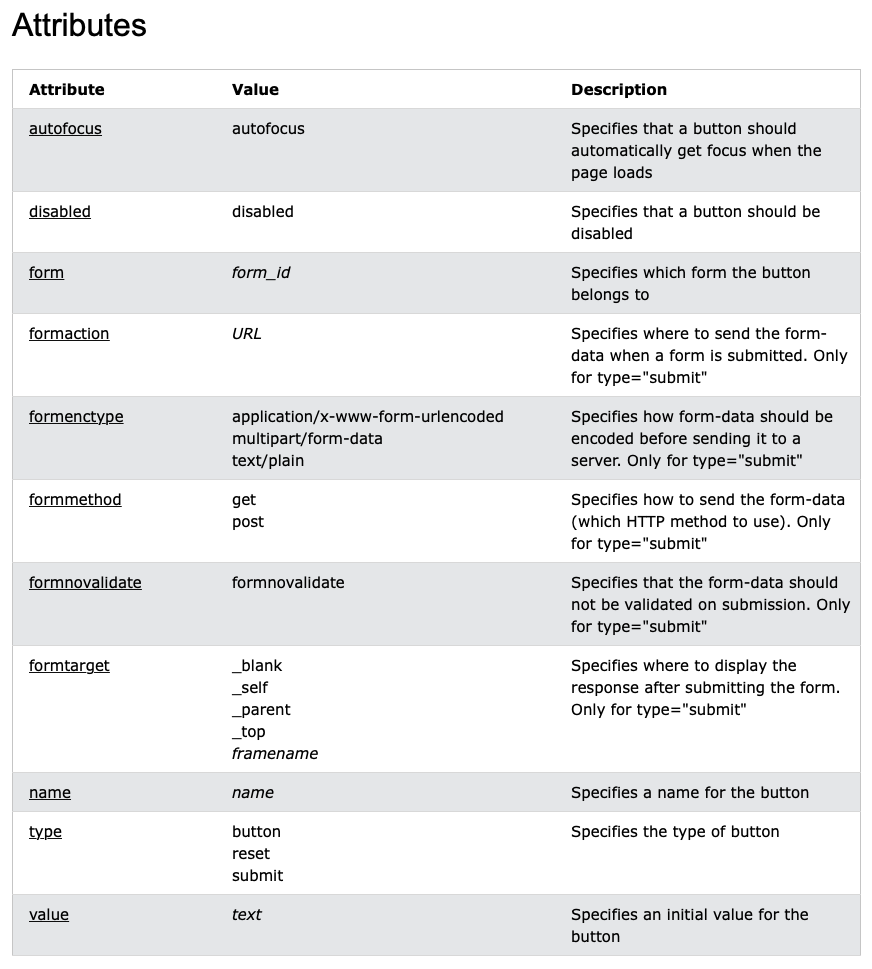 Attributes
Attribute Value Description
autofocus autofocus Specifies that a button should
automatically get focus when the
page loads
disabled disabled Specifies that a button should be
disabled
form form_id Specifies which form the button
belongs to
formaction URL Specifies where to send the form-
data when a form is submitted. Only
for type="submit"
formenctype application/x-www-form-urlencoded Specifies how form-data should be
multipart/form-data encoded before sending it to a
text/plain server. Only for type="submit"
formmethod get Specifies how to send the form-data
post (which HTTP method to use). Only
for type="submit"
formnovalidate formnovalidate Specifies that the form-data should
not be validated on submission. Only
for type="submit"
formtarget _blank Specifies where to display the
_self response after submitting the form.
_parent Only for type="submit"
_top
framename
name name Specifies a name for the button
type button Specifies the type of button
reset
submit
value text Specifies an initial value for the
button